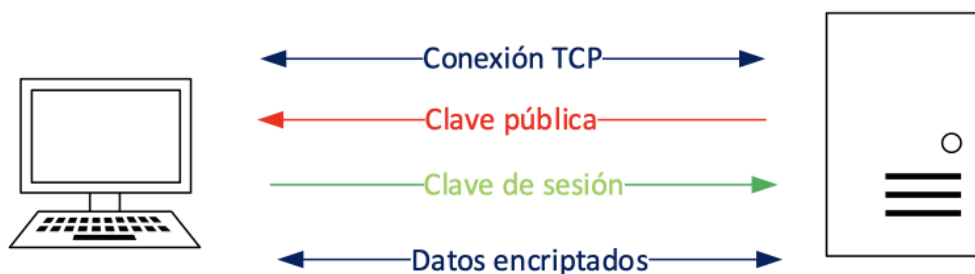 Conexión TCP
Clave pública
Clave de sesión
Datos encriptados